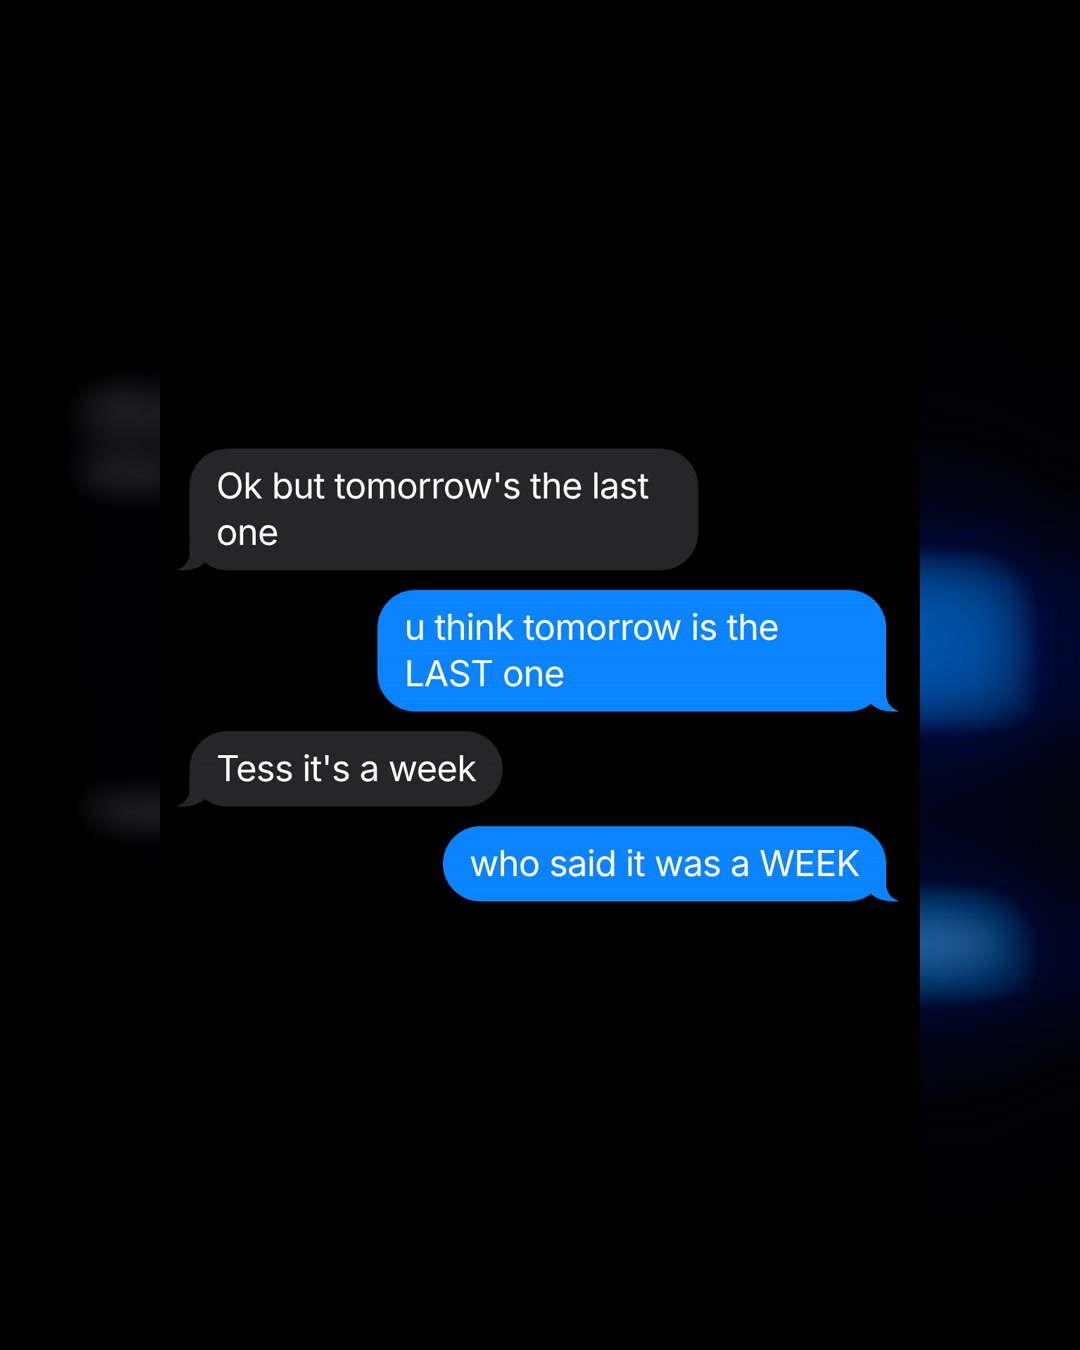 Ok but tomorrow's the last
one
u think tomorrow is the
LAST one
Tess it's a week
who said it was a WEEK